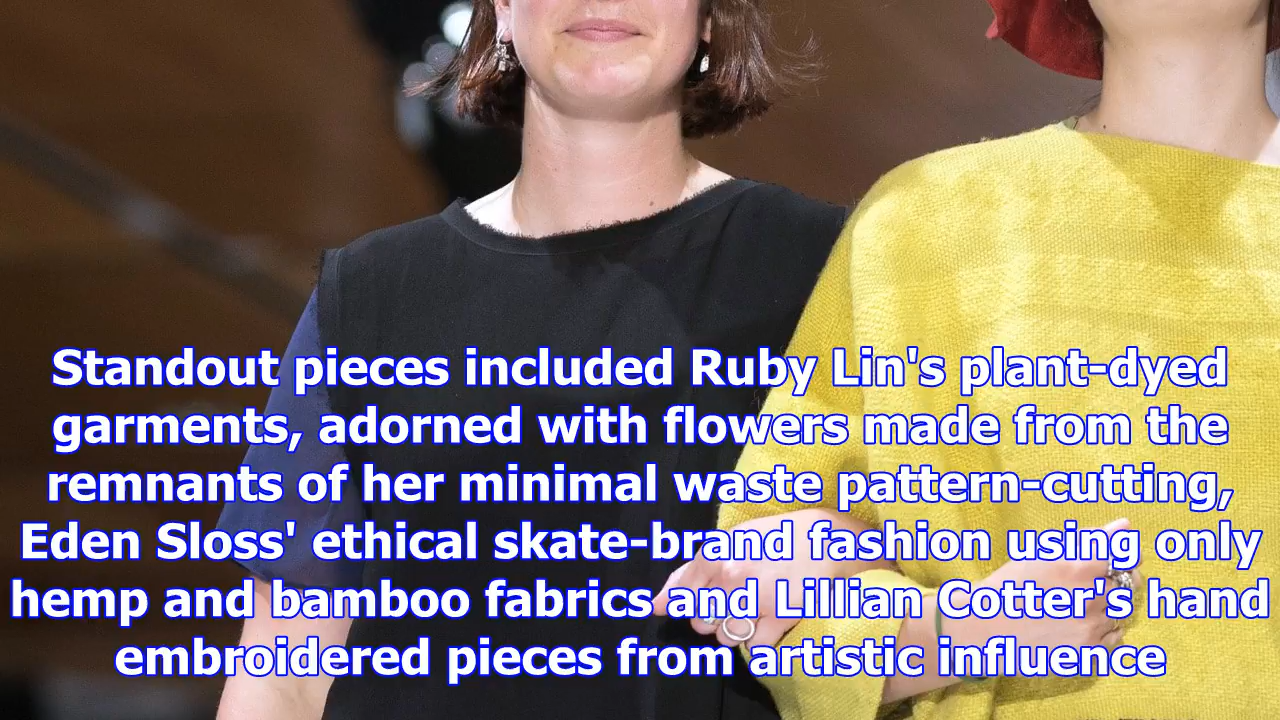 Standout pieces included Ruby Lin's plant-dyed
garments, adorned with flowers made from the
remnants of her minimal waste pattern-cutting,
Eden Sloss' ethical skate-brand fashion using only
hemp and bamboo fabrics and Lillian Cotter's hand
embroidered pieces from artistic influence